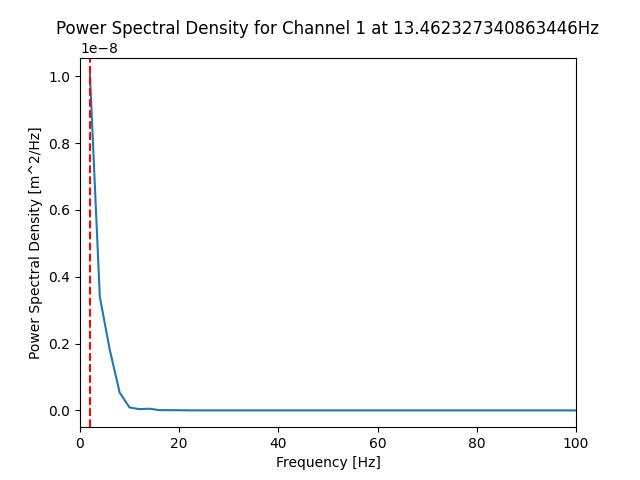 Power Spectral Density for Channel 1 at 13.462327340863446Hz
1e−8
1.0
0.8
0.6
0.4
0.2
0.0
Power Spectral Density [m^2/Hz]
0 20 40 60 80 100
Frequency [Hz]